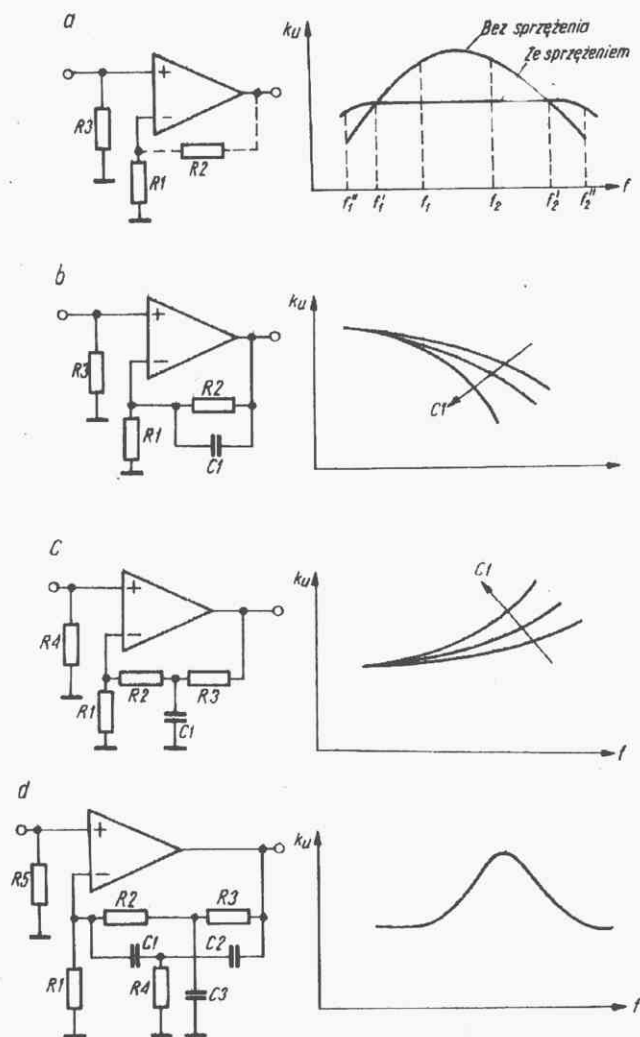 a
R3
R1
R2
ku
Bez sprzężenia
Ze sprzężeniem
f1" f1' f1 f2 f2' f2" f
b
R3
R1
R2
C1
ku
C1
c
R4
R1
R2
R3
C1
ku
C1
f
d
R5
R1
R2
R3
C1
C2
R4
C3
ku
f